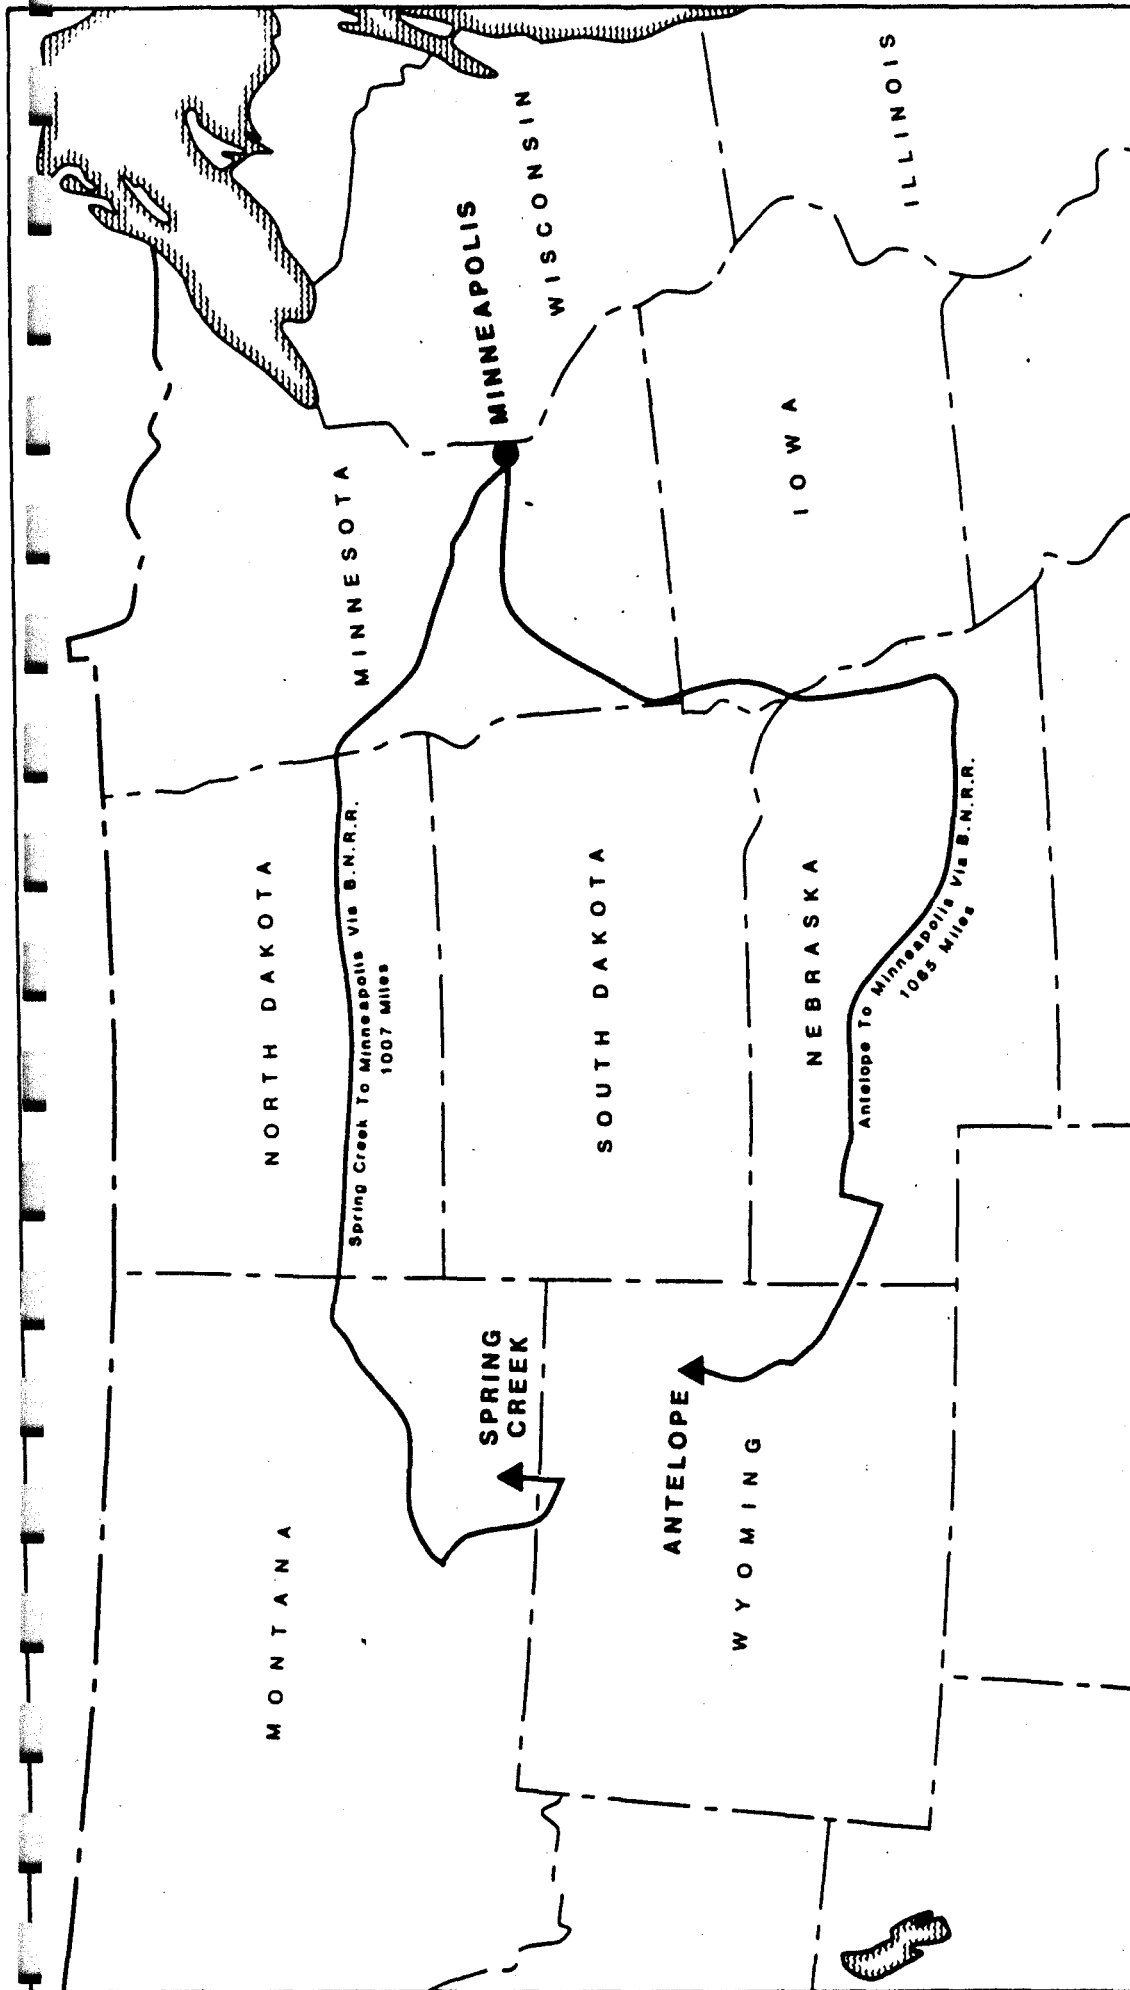 MONTANA
NORTH DAKOTA
MINNESOTA
Spring Creek To Minneapolis Via B.N.R.R.
1007 Miles
SPRING
CREEK
MINNEAPOLIS
WISCONSIN
SOUTH DAKOTA
ANTELOPE
WYOMING
NEBRASKA
IOWA
ILLINOIS
Antelope To Minneapolis Via B.N.R.R.
1065 Miles